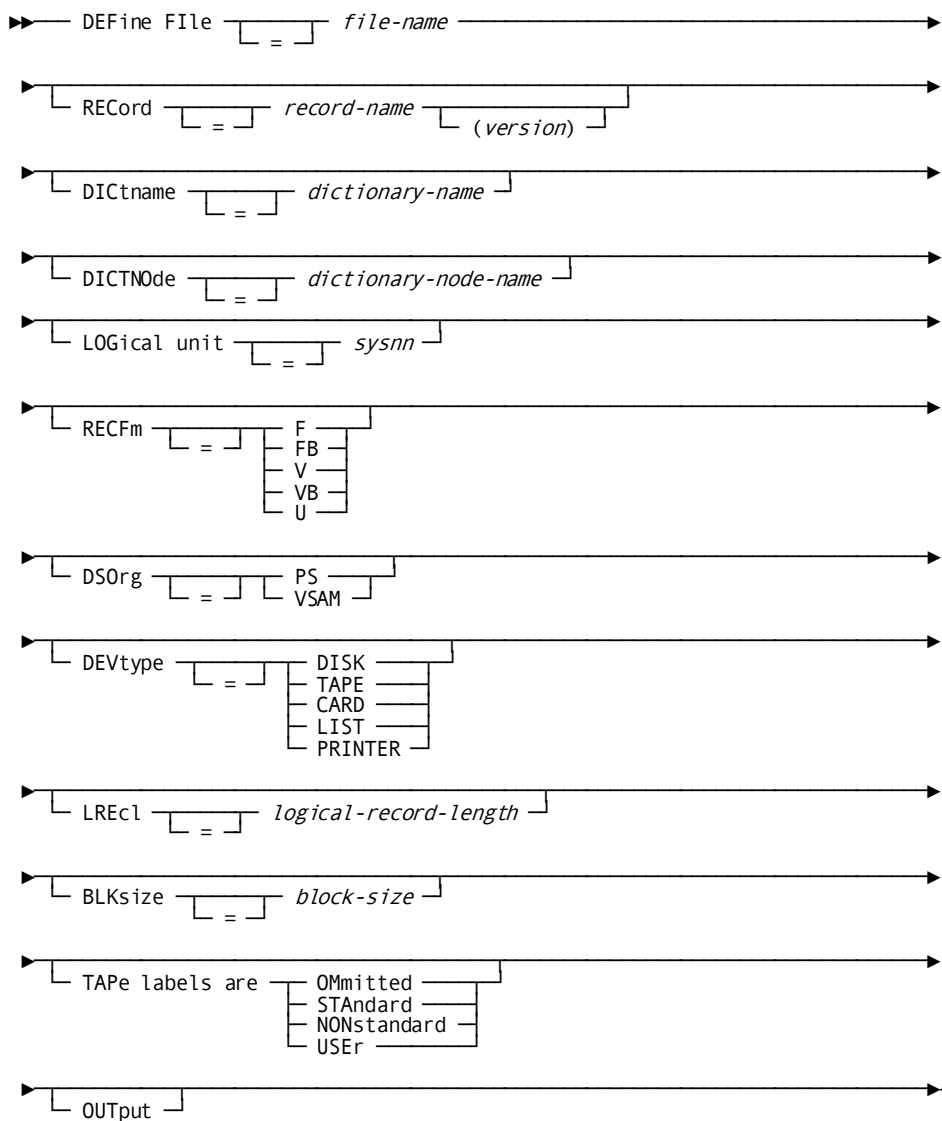 DEFine FIle = file-name
RECord = record-name (version)
DICtname = dictionary-name
DICTNOde = dictionary-node-name
LOGical unit = sysnn
RECFm = F
FB
V
VB
U
DSOrg = PS
VSAM
DEVtype = DISK
TAPE
CARD
LIST
PRINTER
LREcl = logical-record-length
BLKsize = block-size
TAPe labels are OMmitted
STAndard
NONstandard
USEr
OUTput